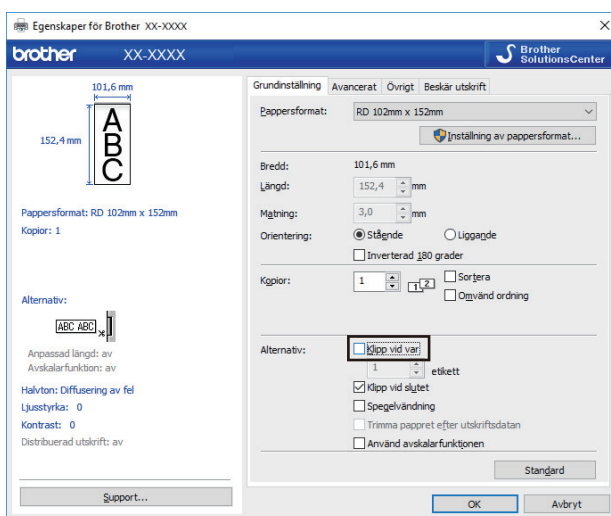 Egenskaper för Brother XX-XXXX
brother XX-XXXX
Brother
SolutionsCenter
101,6 mm
152,4 mm
A
B
C
Pappersformat: RD 102mm x 152mm
Kopior: 1
Alternativ:
ABC ABC
Anpassad längd: av
Avskalarfunktion: av
Halvton: Diffusering av fel
Ljusstyrka: 0
Kontrast: 0
Distribuerad utskrift: av
Support...
Grundinställning Avancerat Övrigt Beskär utskrift
Pappersformat: RD 102mm x 152mm
Inställning av pappersformat...
Bredd: 101,6 mm
Längd: 152,4 mm
Matning: 3,0 mm
Orientering: Stående Liggande
Inverterad 180 grader
Kopior: 1 1 2 Sortera
Omvänd ordning
Alternativ: Klipp vid var
1 etikett
Klipp vid slutet
Spegelvändning
Trimma pappret efter utskriftsdatan
Använd avskalarfunktionen
Standard
OK Avbryt